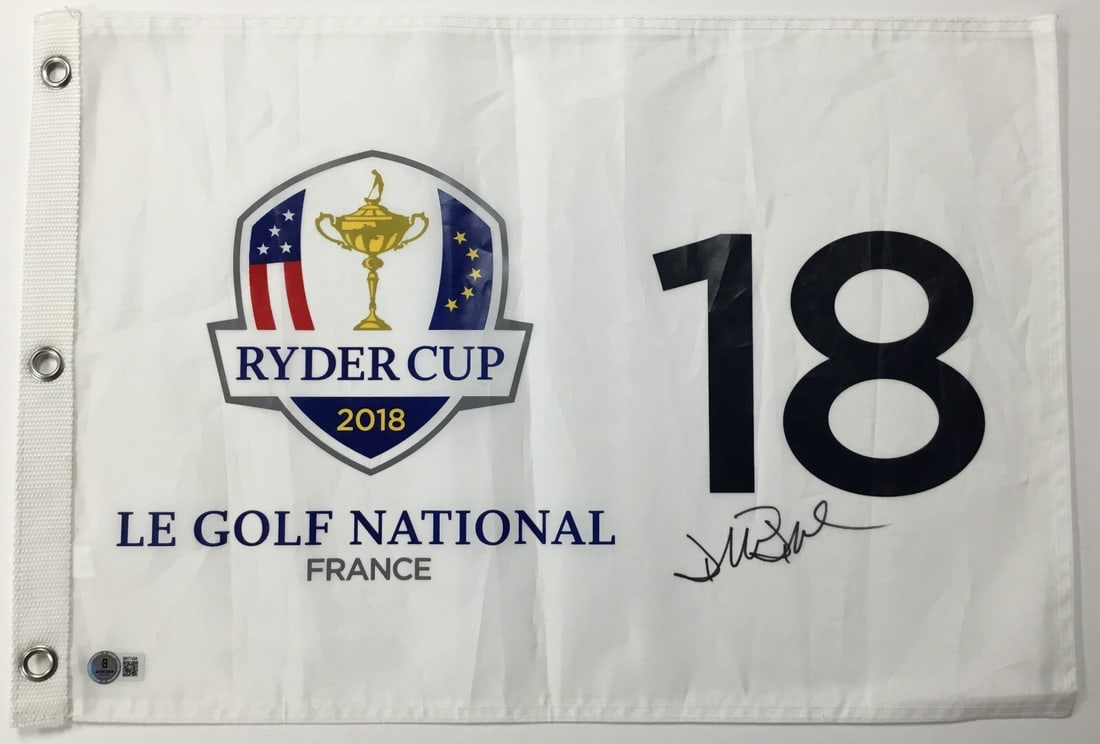 RYDER CUP
2018
LE GOLF NATIONAL
FRANCE
18